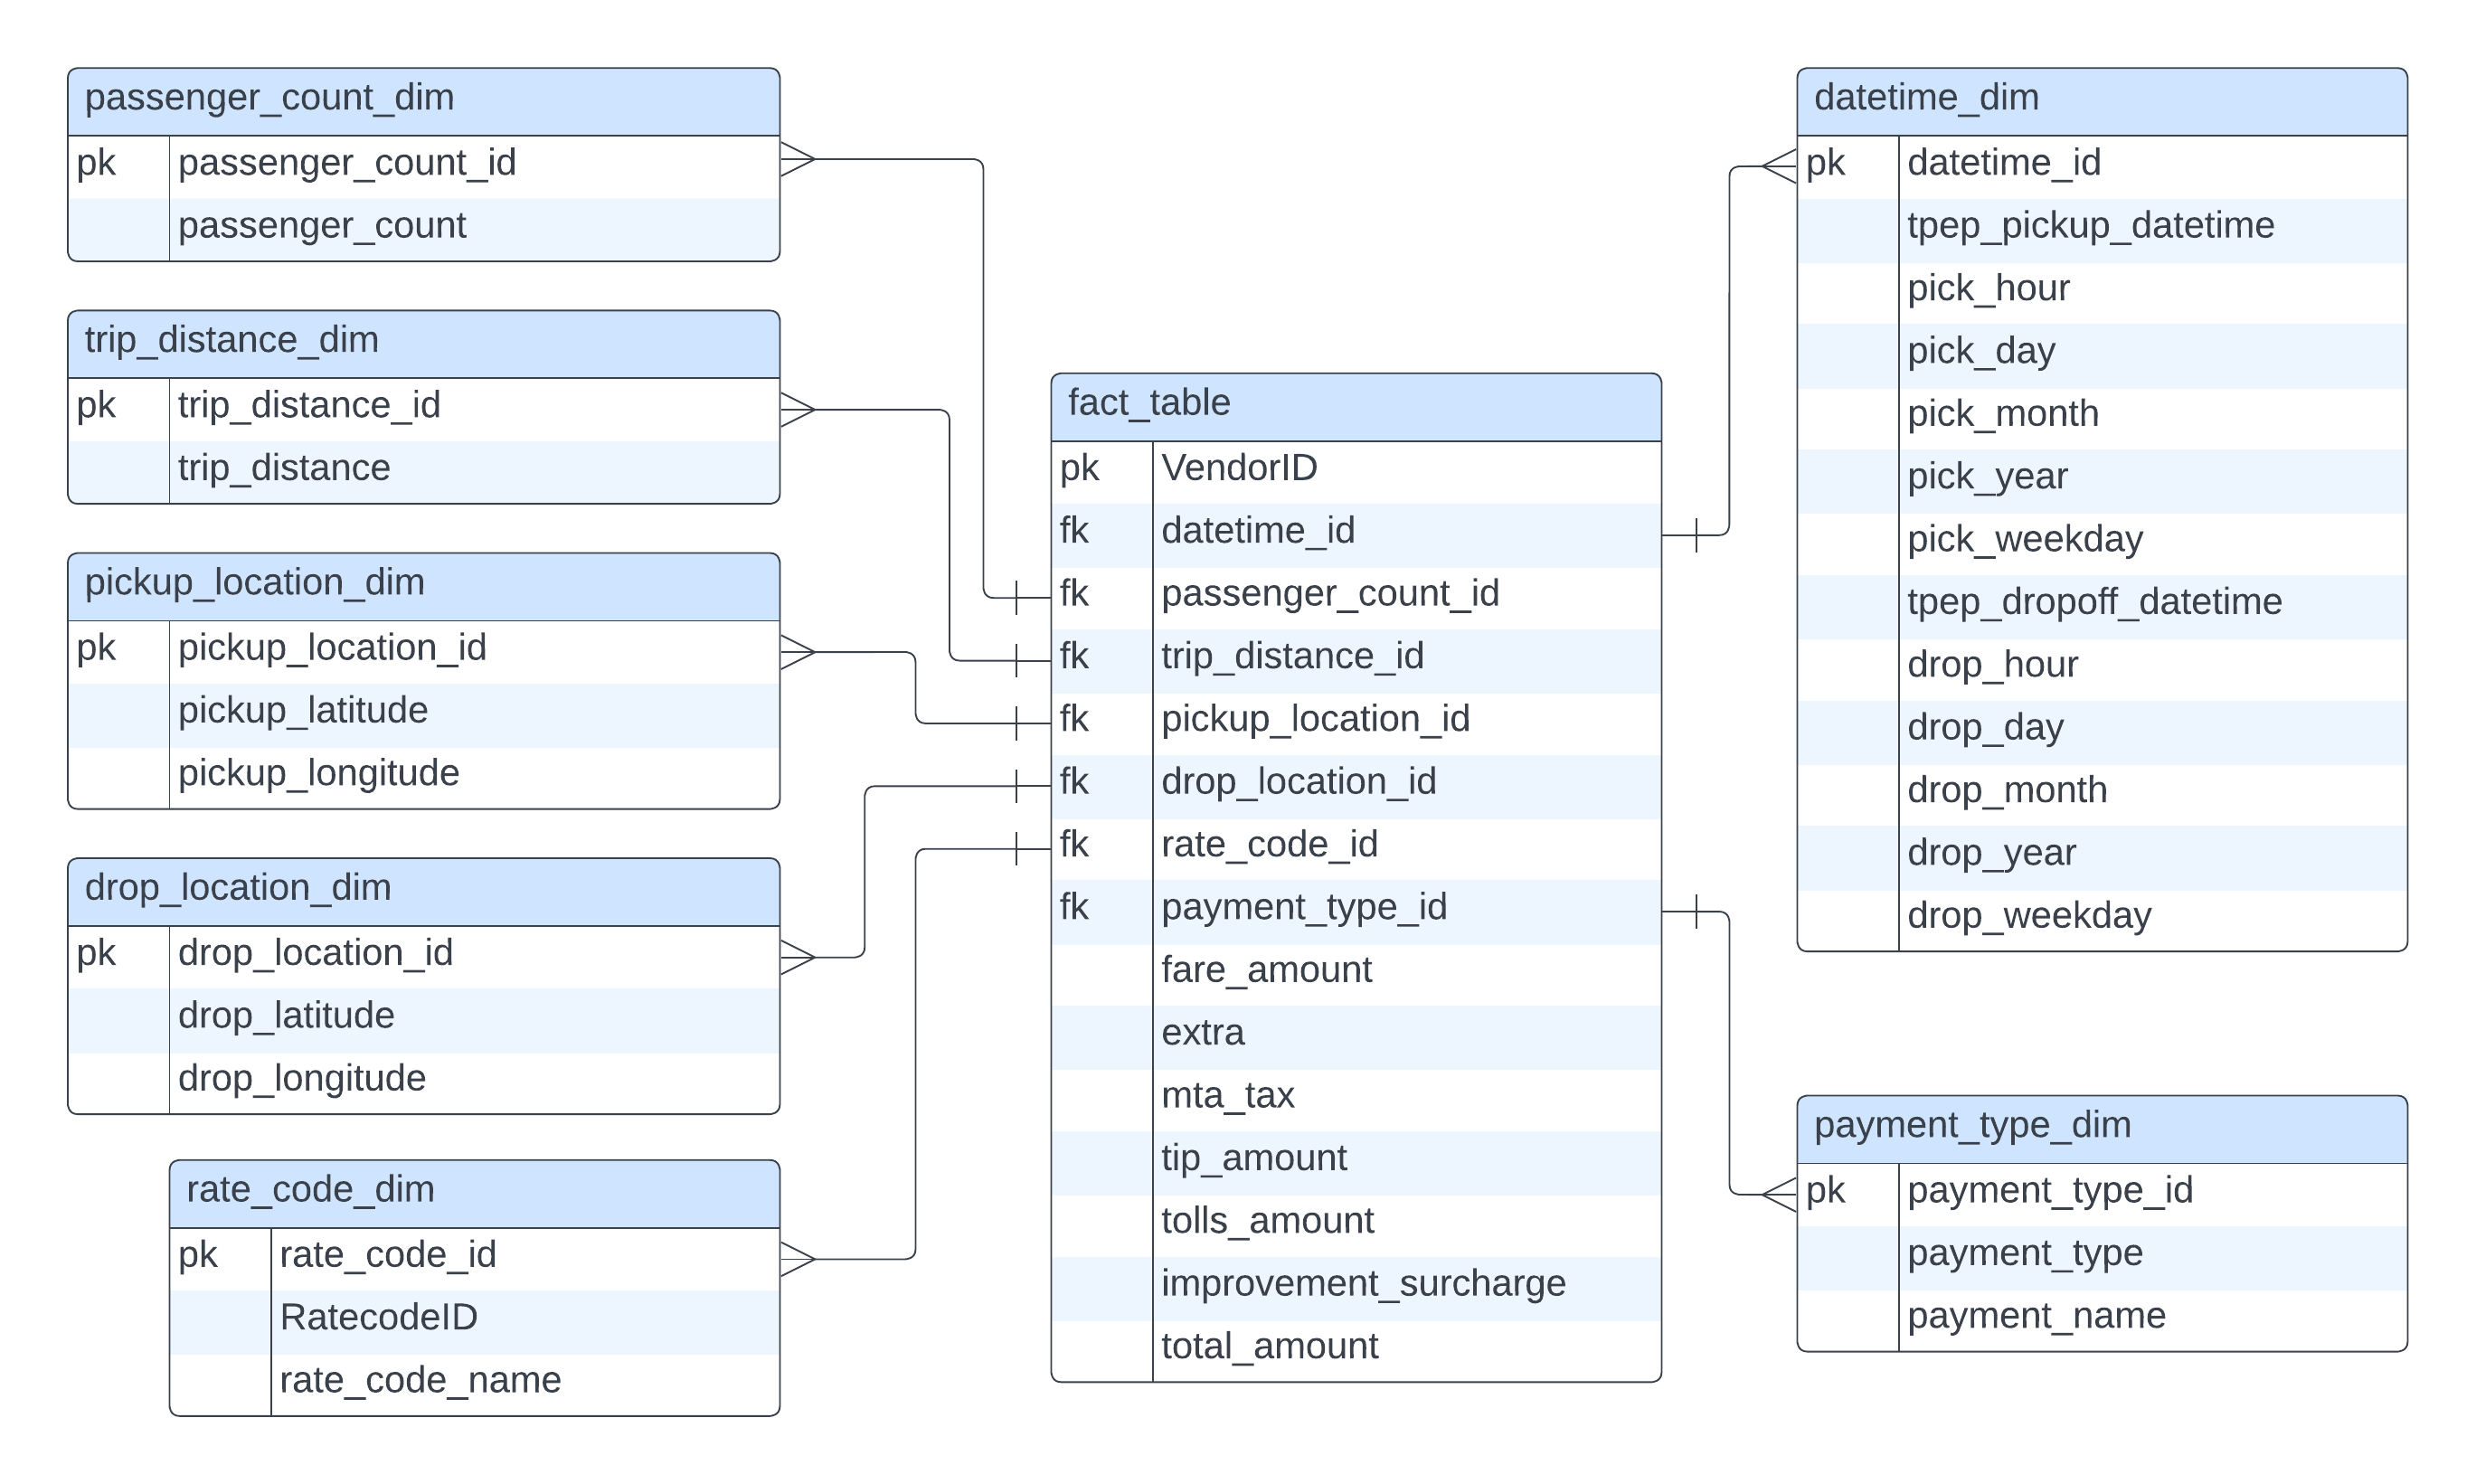 passenger_count_dim
pk passenger_count_id
passenger_count
trip_distance_dim
pk trip_distance_id
trip_distance
pickup_location_dim
pk pickup_location_id
pickup_latitude
pickup_longitude
drop_location_dim
pk drop_location_id
drop_latitude
drop_longitude
rate_code_dim
pk rate_code_id
RatecodeID
rate_code_name
fact_table
pk VendorID
fk datetime_id
fk passenger_count_id
fk trip_distance_id
fk pickup_location_id
fk drop_location_id
fk rate_code_id
fk payment_type_id
fare_amount
extra
mta_tax
tip_amount
tolls_amount
improvement_surcharge
total_amount
datetime_dim
pk datetime_id
tpep_pickup_datetime
pick_hour
pick_day
pick_month
pick_year
pick_weekday
tpep_dropoff_datetime
drop_hour
drop_day
drop_month
drop_year
drop_weekday
payment_type_dim
pk payment_type_id
payment_type
payment_name